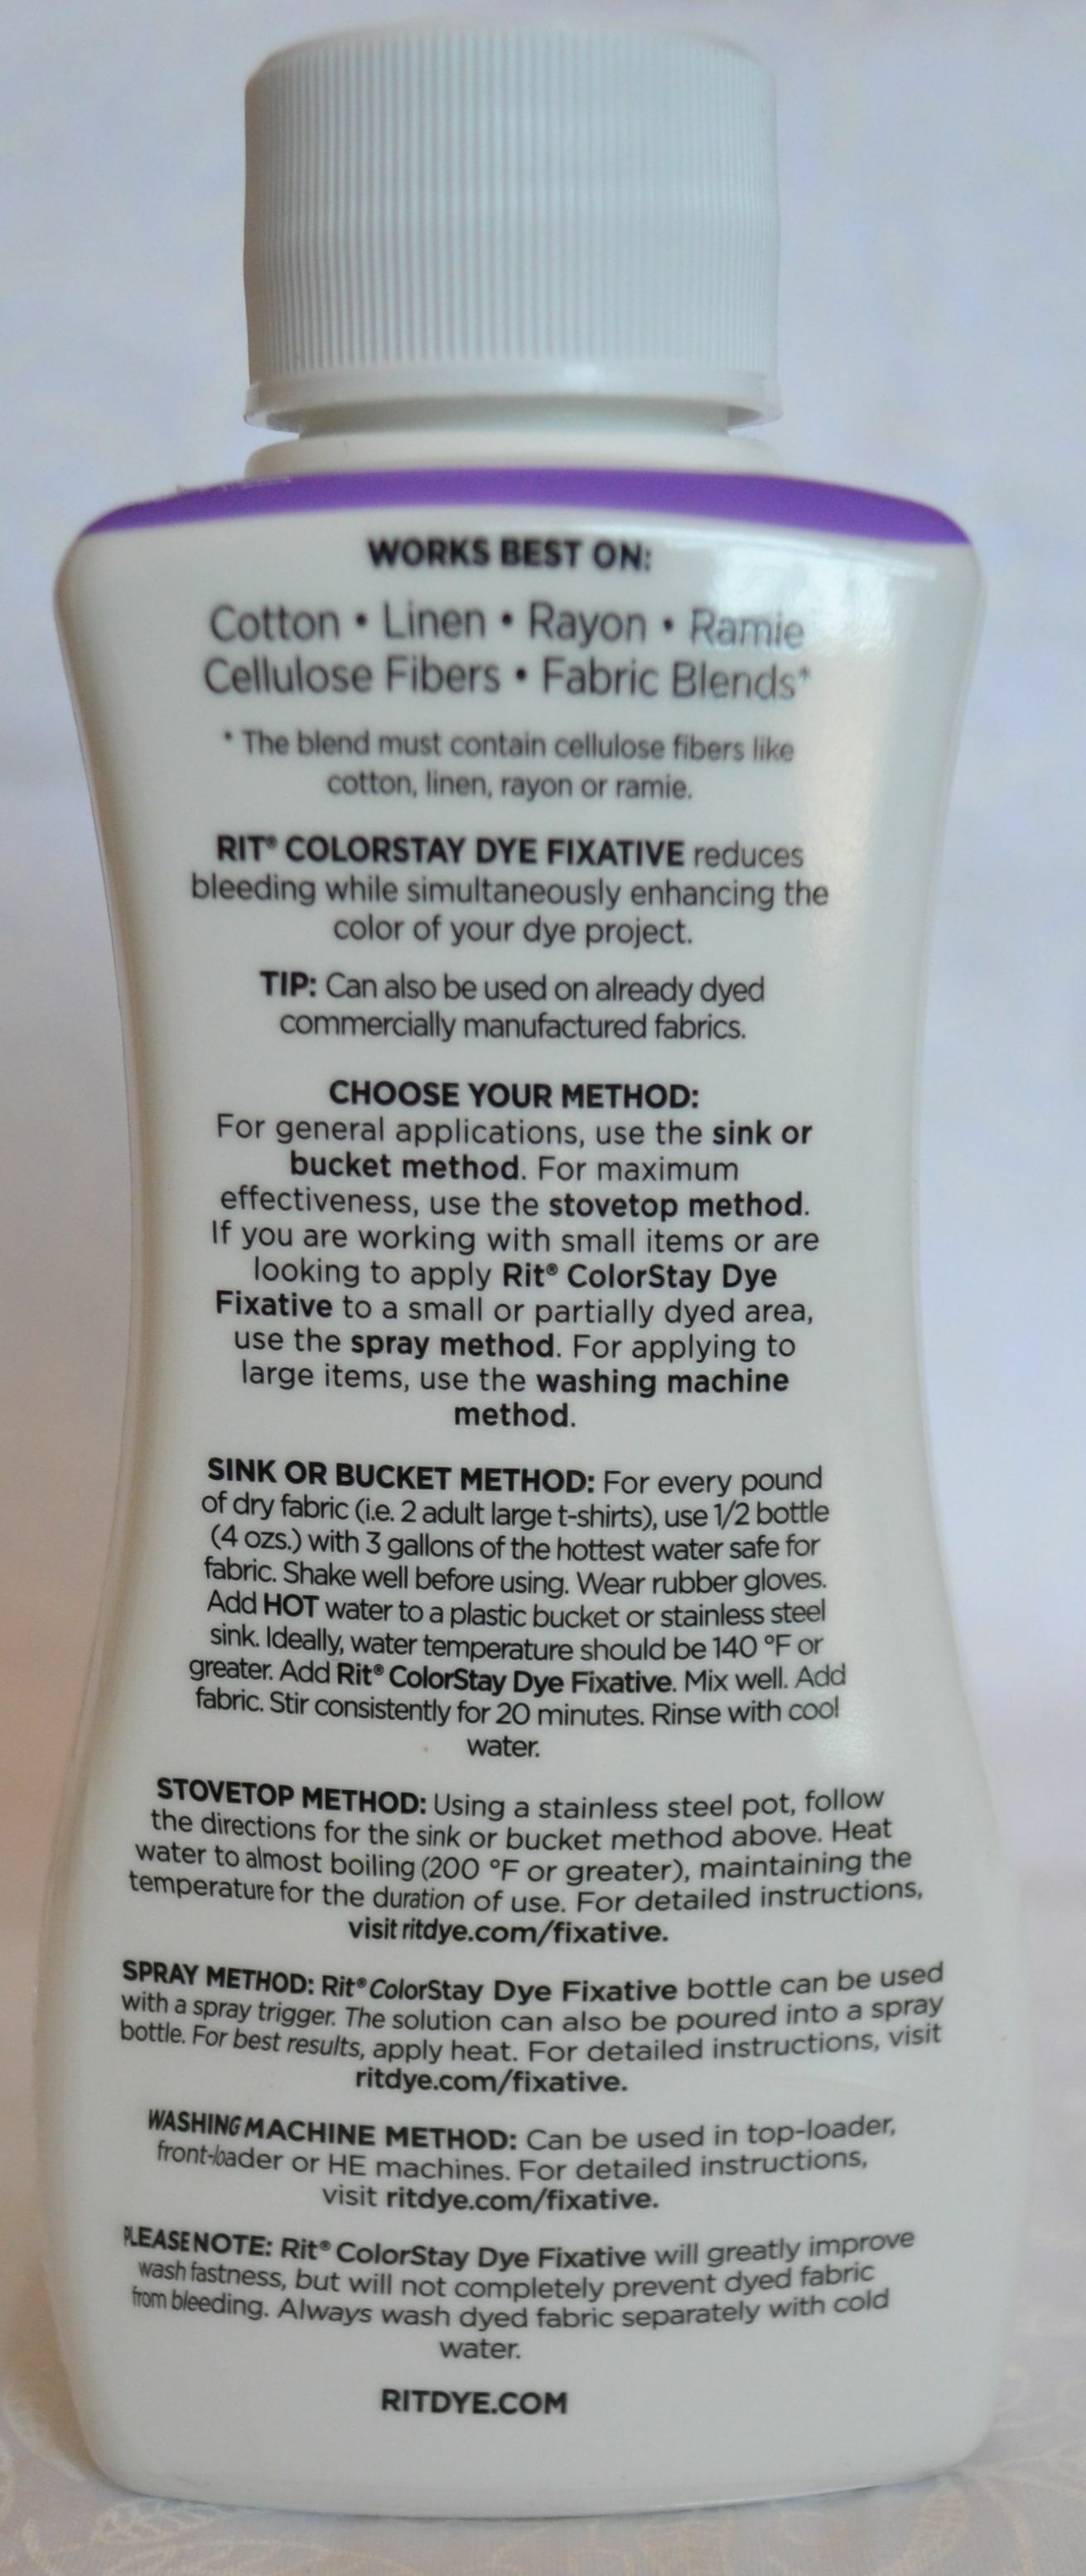 WORKS BEST ON:
Cotton • Linen • Rayon • Ramie
Cellulose Fibers • Fabric Blends*
* The blend must contain cellulose fibers like
cotton, linen, rayon or ramie.
RIT® COLORSTAY DYE FIXATIVE reduces
bleeding while simultaneously enhancing the
color of your dye project.
TIP: Can also be used on already dyed
commercially manufactured fabrics.
CHOOSE YOUR METHOD:
For general applications, use the sink or
bucket method. For maximum
effectiveness, use the stovetop method.
If you are working with small items or are
looking to apply Rit® ColorStay Dye
Fixative to a small or partially dyed area,
use the spray method. For applying to
large items, use the washing machine
method.
SINK OR BUCKET METHOD: For every pound
of dry fabric (i.e. 2 adult large t-shirts), use 1/2 bottle
(4 ozs.) with 3 gallons of the hottest water safe for
fabric. Shake well before using. Wear rubber gloves.
Add HOT water to a plastic bucket or stainless steel
sink. Ideally, water temperature should be 140 °F or
greater. Add Rit® ColorStay Dye Fixative. Mix well. Add
fabric. Stir consistently for 20 minutes. Rinse with cool
water.
STOVETOP METHOD: Using a stainless steel pot, follow
the directions for the sink or bucket method above. Heat
water to almost boiling (200 °F or greater), maintaining the
temperature for the duration of use. For detailed instructions,
visit ritdye.com/fixative.
SPRAY METHOD: Rit® ColorStay Dye Fixative bottle can be used
with a spray trigger. The solution can also be poured into a spray
bottle. For best results, apply heat. For detailed instructions, visit
ritdye.com/fixative.
WASHING MACHINE METHOD: Can be used in top-loader,
front-loader or HE machines. For detailed instructions,
visit ritdye.com/fixative.
PLEASE NOTE: Rit® ColorStay Dye Fixative will greatly improve
wash fastness, but will not completely prevent dyed fabric
from bleeding. Always wash dyed fabric separately with cold
water.
RITDYE.COM